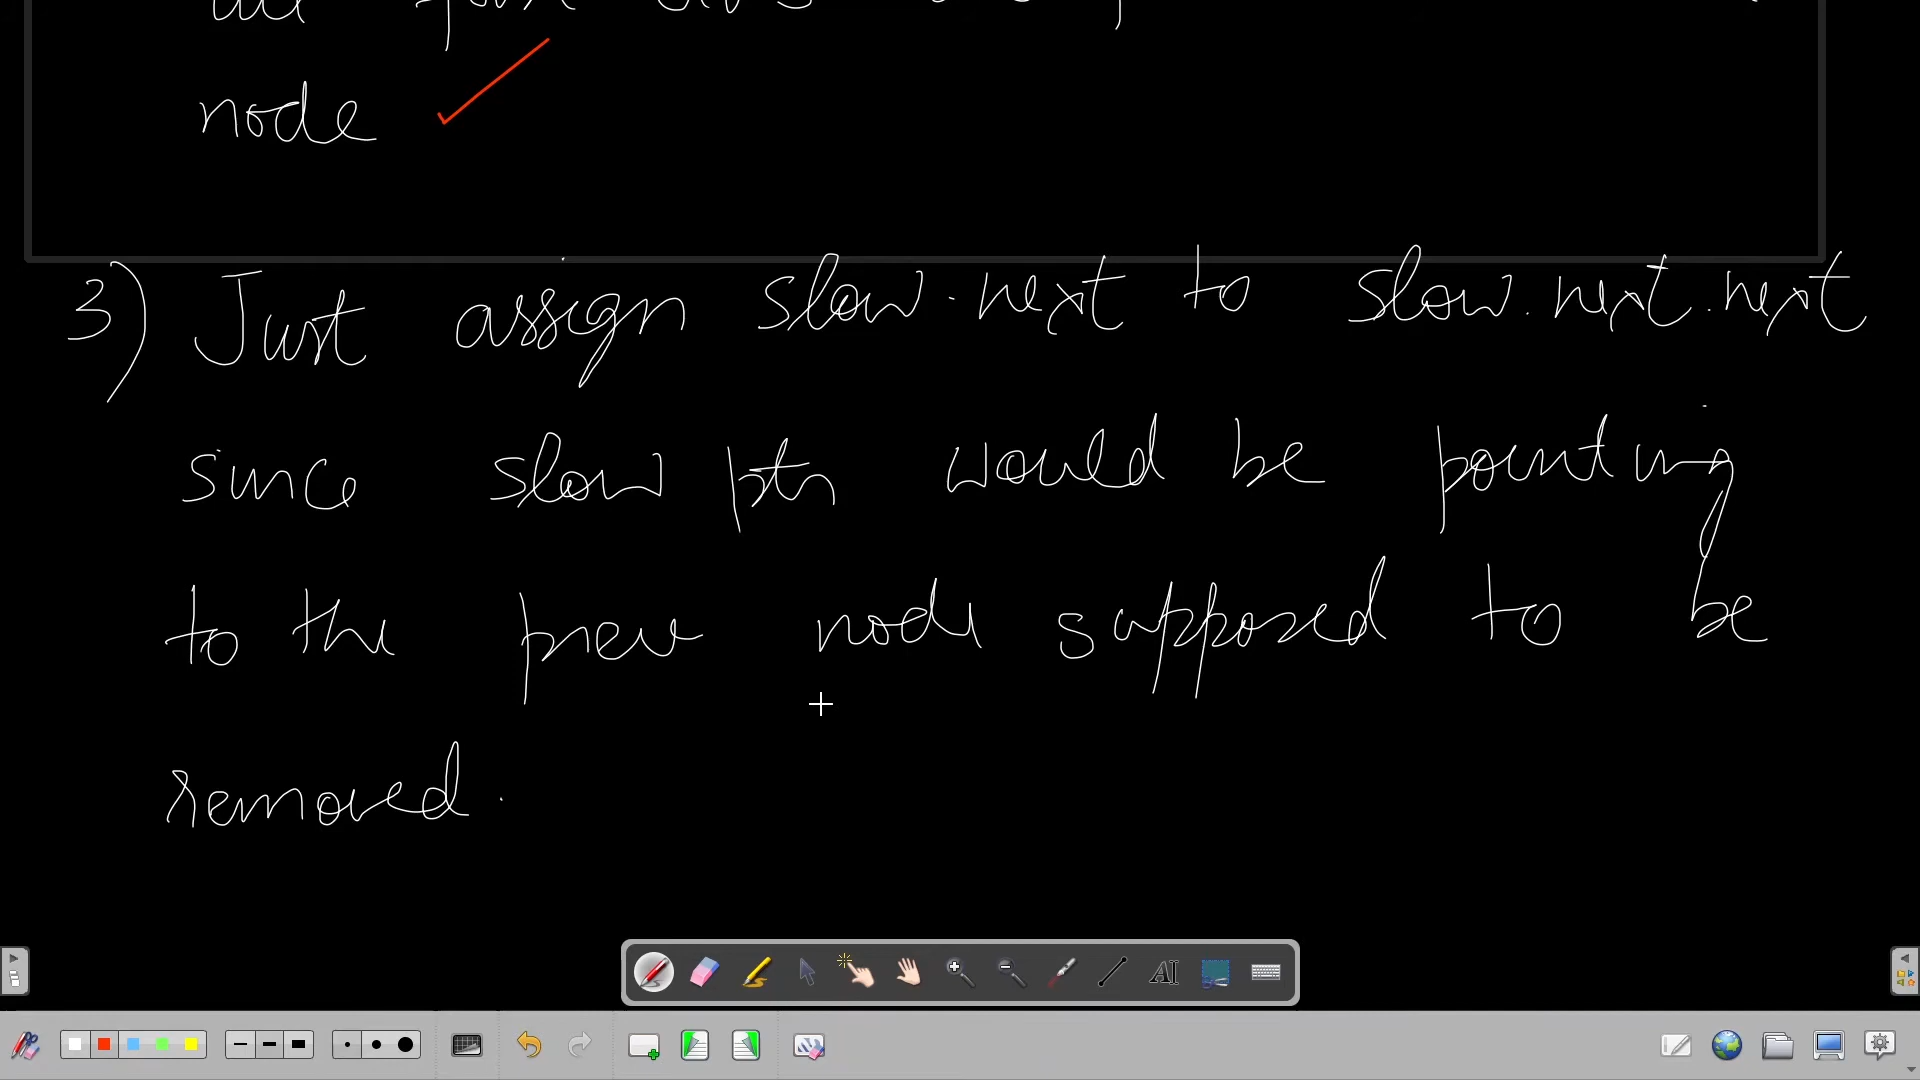 node
3) Just assign slow.next to slow.next.next
since slow ptr would be pointing
to the prev node supposed to be
removed.
AI